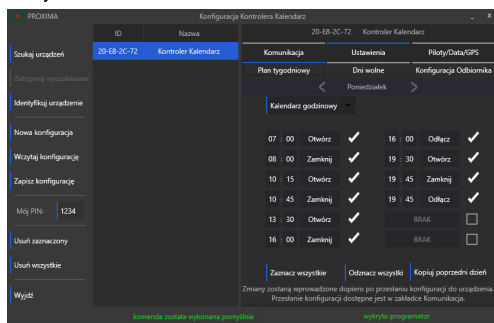 PROXIMA Konfiguracja Kontrolera Kalendarz _ X
ID Nazwa 20-E8-2C-72 Kontroler Kalendarz
Szukaj urządzeń 20-E8-2C-72 Kontroler Kalendarz Komunikacja Ustawienia Piloty/Data/GPS
Zatrzymaj wyszukiwanie Plan tygodniowy Dni wolne Konfiguracja Odbiornika
Identyfikuj urządzenie < Poniedziałek >
Kalendarz godzinowy
Nowa konfiguracja 07 : 00 Otwórz 16 : 00 Odłącz
Wczytaj konfigurację 08 : 00 Zamknij 19 : 30 Otwórz
Zapisz konfigurację 10 : 15 Otwórz 19 : 45 Zamknij
10 : 45 Zamknij 19 : 45 Odłącz
Mój PIN: 1234 13 : 30 Otwórz BRAK
Usuń zaznaczony 16 : 00 Zamknij BRAK
Usuń wszystkie Zaznacz wszystkie Odznacz wszystki Kopiuj poprzedni dzień
Wyjdź Zmiany zostaną wprowadzone dopiero po przesłaniu konfiguracji do urządzenia.
Przesłanie konfiguracji dostępne jest w zakładce Komunikacja.
komenda została wykonana pomyślnie wykryto programator